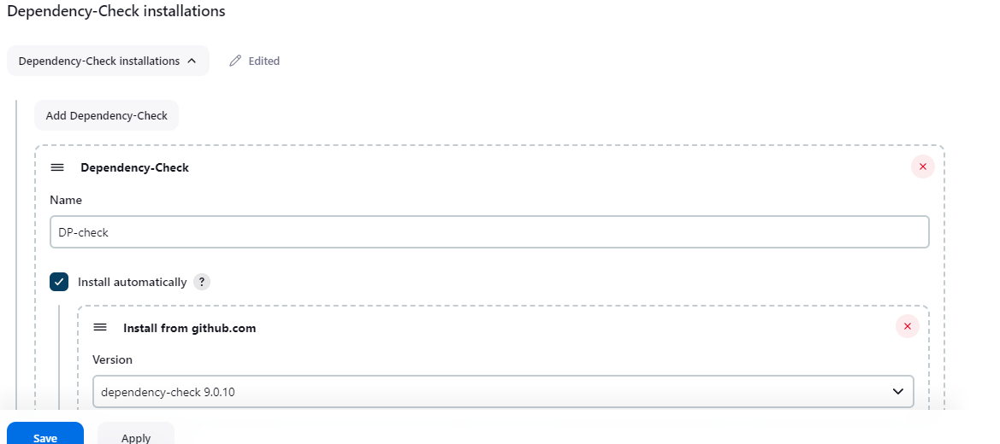 Dependency-Check installations
Dependency-Check installations
Edited
Add Dependency-Check
Dependency-Check
Name
DP-check
Install automatically ?
Install from github.com
Version
dependency-check 9.0.10
Save
Apply